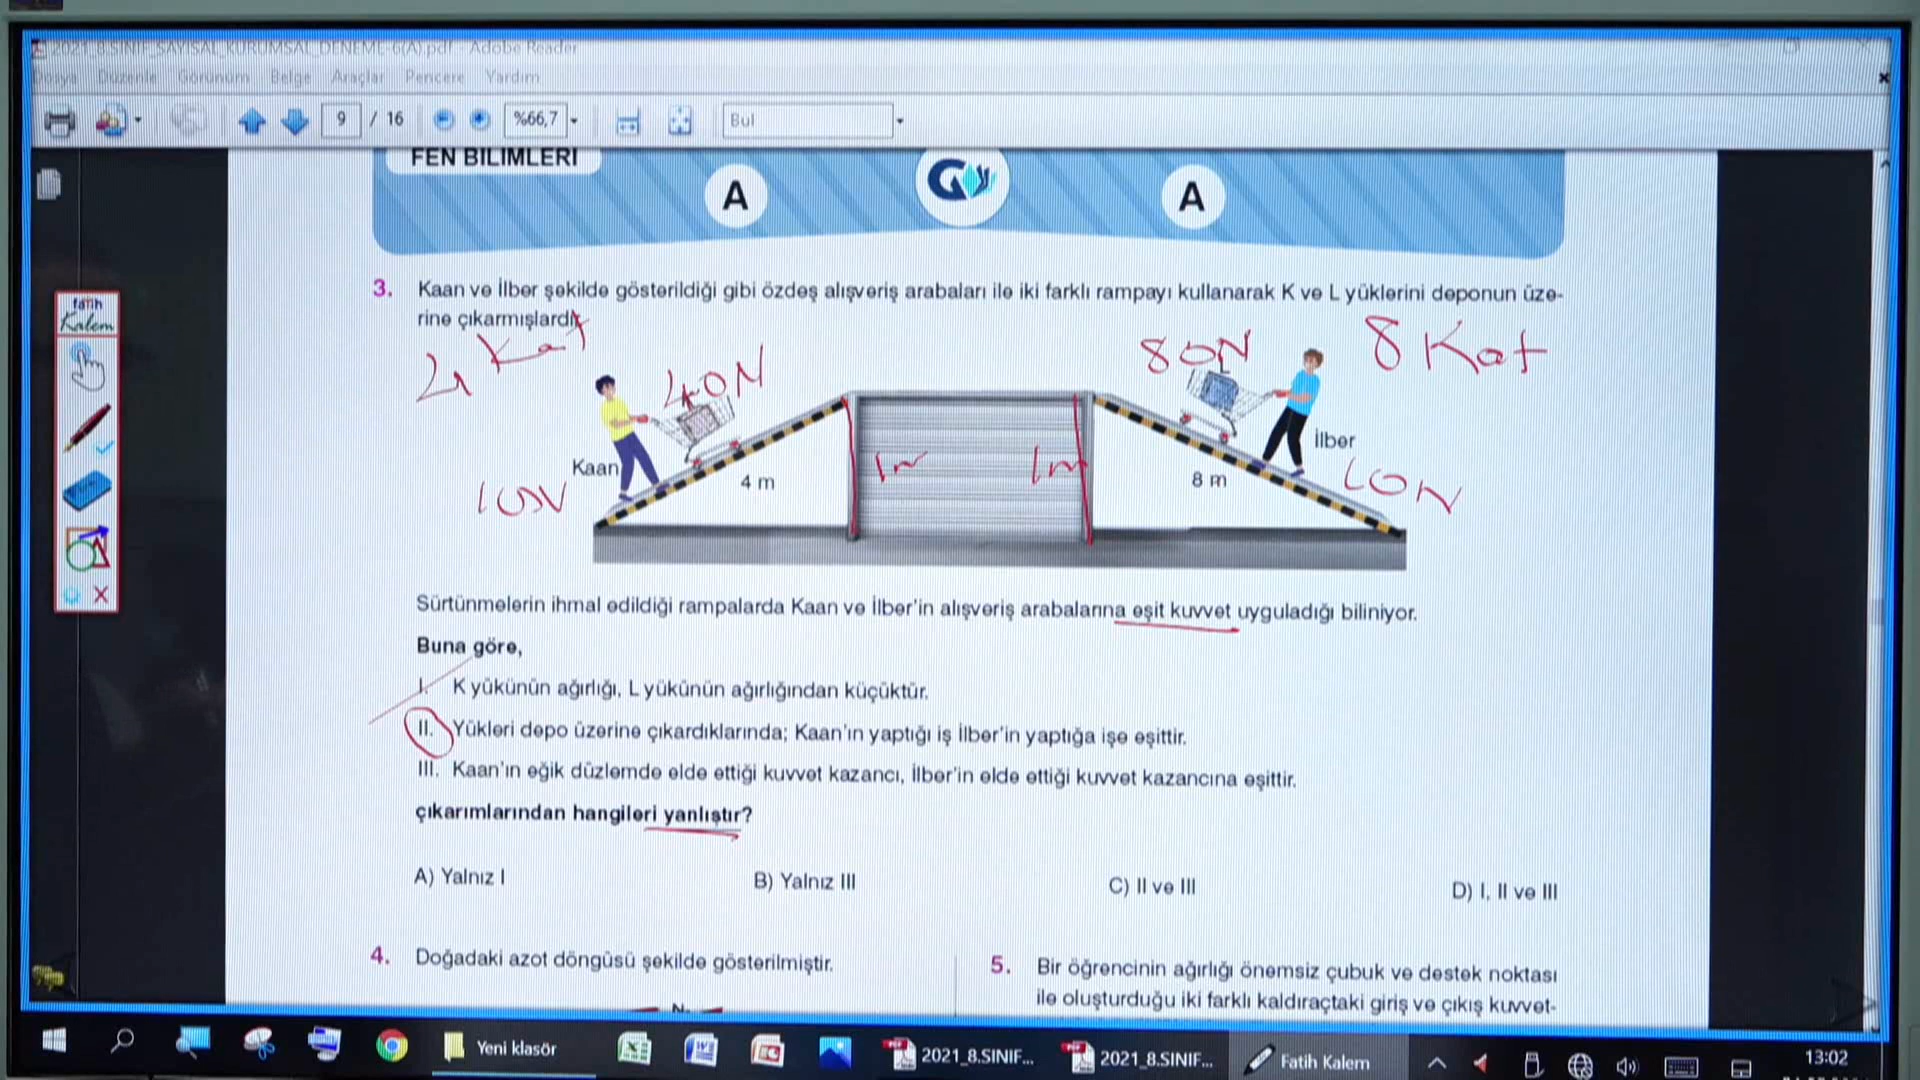 2021_8.SINIF_SAYISAL_KURUMSAL_DENEME-6(A).pdf - Adobe Reader
Dosya Düzenle Görünüm Belge Araçlar Pencere Yardım
9 / 16 %66,7 Bul
FEN BİLİMLERİ
A A
fatih
Kalem
3. Kaan ve İlber şekilde gösterildiği gibi özdeş alışveriş arabaları ile iki farklı rampayı kullanarak K ve L yüklerini deponun üze-
rine çıkarmışlardır.
4 Kat 40N 80N 8 Kat
Kaan 4 m 1m 1m 8 m İlber
10N 10N
Sürtünmelerin ihmal edildiği rampalarda Kaan ve İlber'in alışveriş arabalarına eşit kuvvet uyguladığı biliniyor.
Buna göre,
I. K yükünün ağırlığı, L yükünün ağırlığından küçüktür.
II. Yükleri depo üzerine çıkardıklarında; Kaan'ın yaptığı iş İlber'in yaptığa işe eşittir.
III. Kaan'ın eğik düzlemde elde ettiği kuvvet kazancı, İlber'in elde ettiği kuvvet kazancına eşittir.
çıkarımlarından hangileri yanlıştır?
A) Yalnız I B) Yalnız III C) II ve III D) I, II ve III
4. Doğadaki azot döngüsü şekilde gösterilmiştir.
5. Bir öğrencinin ağırlığı önemsiz çubuk ve destek noktası
ile oluşturduğu iki farklı kaldıraçtaki giriş ve çıkış kuvvet-
Yeni klasör 2021_8.SINIF... 2021_8.SINIF... Fatih Kalem 13:02